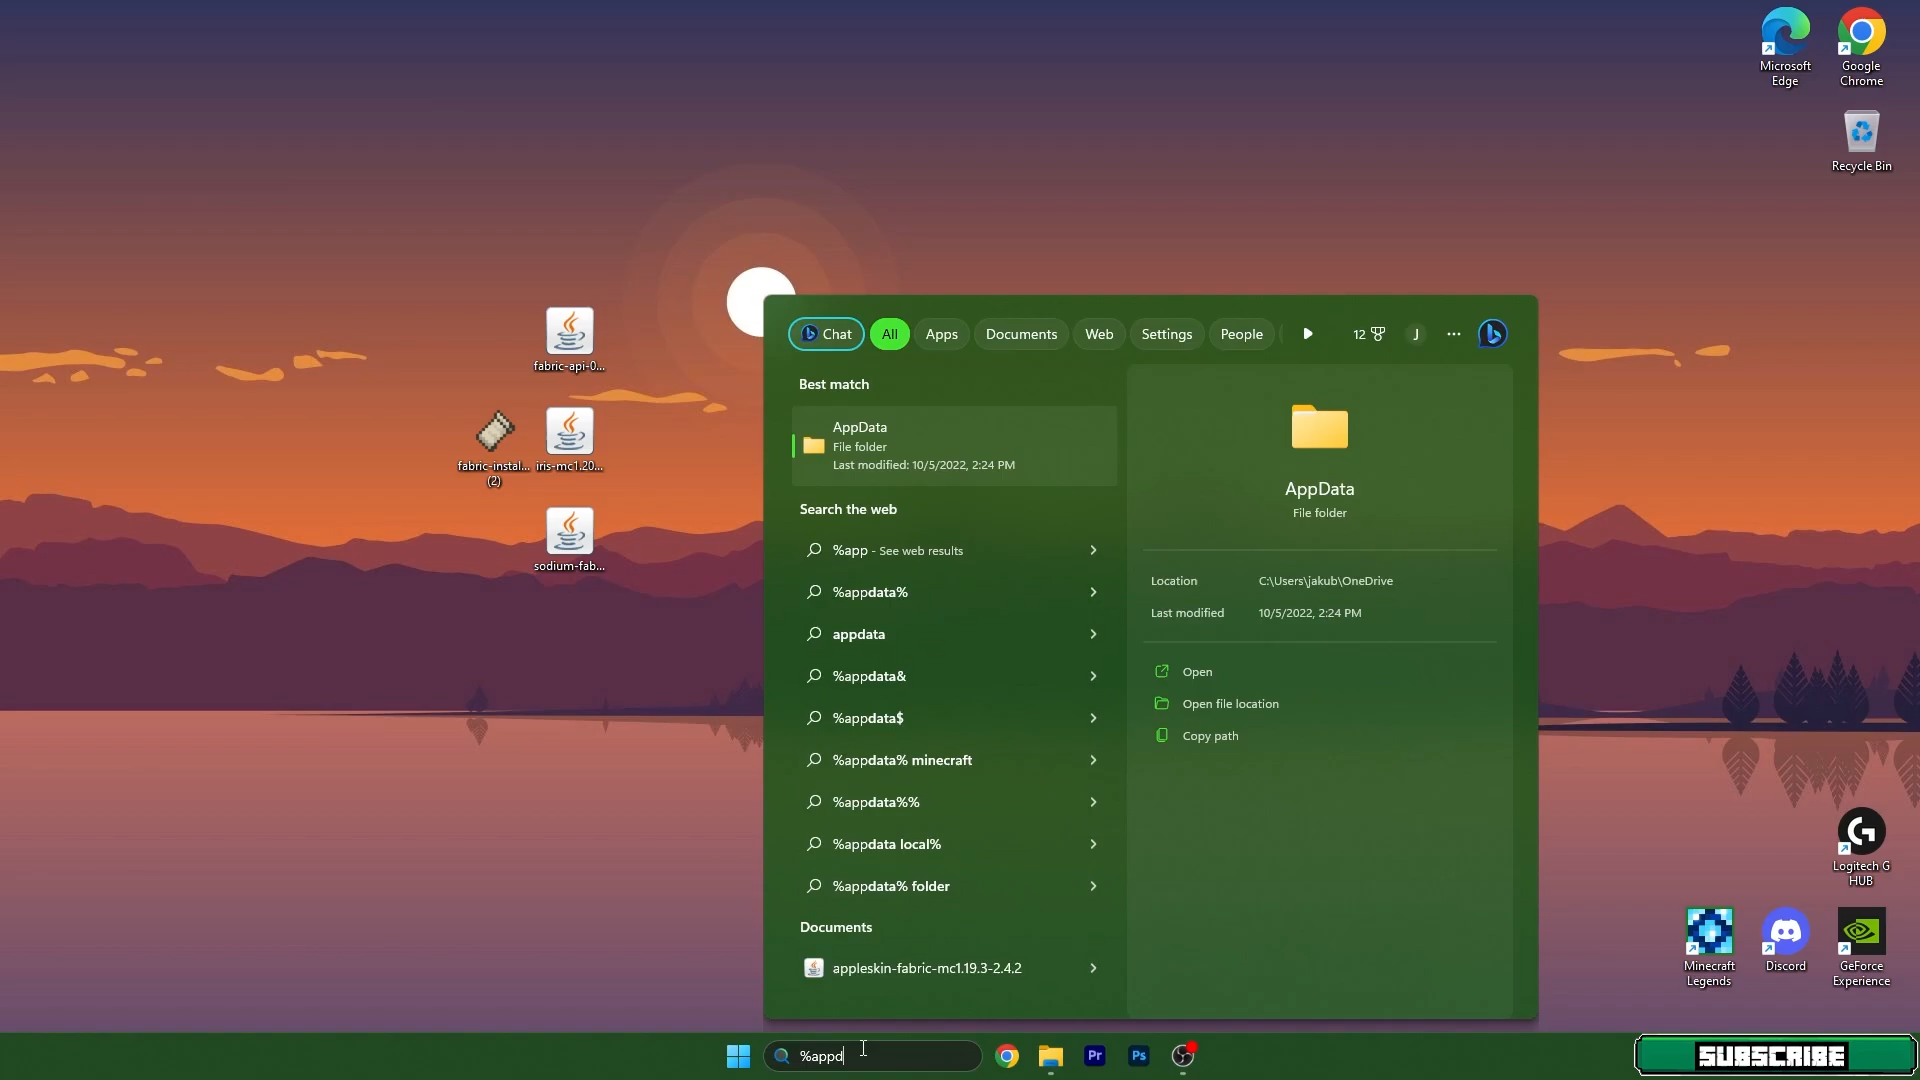 Microsoft
Edge
Google
Chrome
Recycle Bin
fabric-api-0...
fabric-instal...
(2)
iris-mc1.20...
sodium-fab...
Chat
All
Apps
Documents
Web
Settings
People
12
J
Best match
AppData
File folder
Last modified: 10/5/2022, 2:24 PM
Search the web
%app - See web results
%appdata%
appdata
%appdata&
%appdata$
%appdata% minecraft
%appdata%%
%appdata local%
%appdata% folder
Documents
appleskin-fabric-mc1.19.3-2.4.2
AppData
File folder
Location C:\Users\jakub\OneDrive
Last modified 10/5/2022, 2:24 PM
Open
Open file location
Copy path
Logitech G
HUB
Minecraft
Legends
Discord
GeForce
Experience
%appd
Pr
Ps
SUBSCRIBE